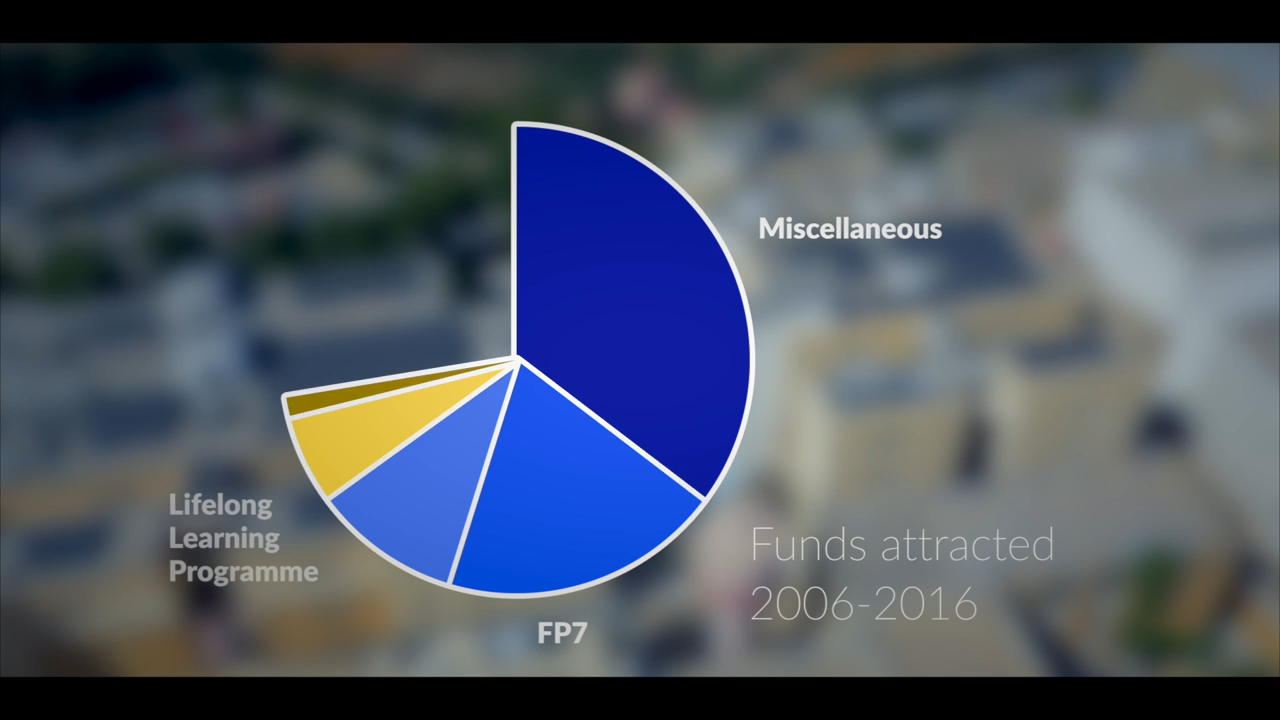 Miscellaneous
Lifelong
Learning
Programme
Funds attracted
2006-2016
FP7